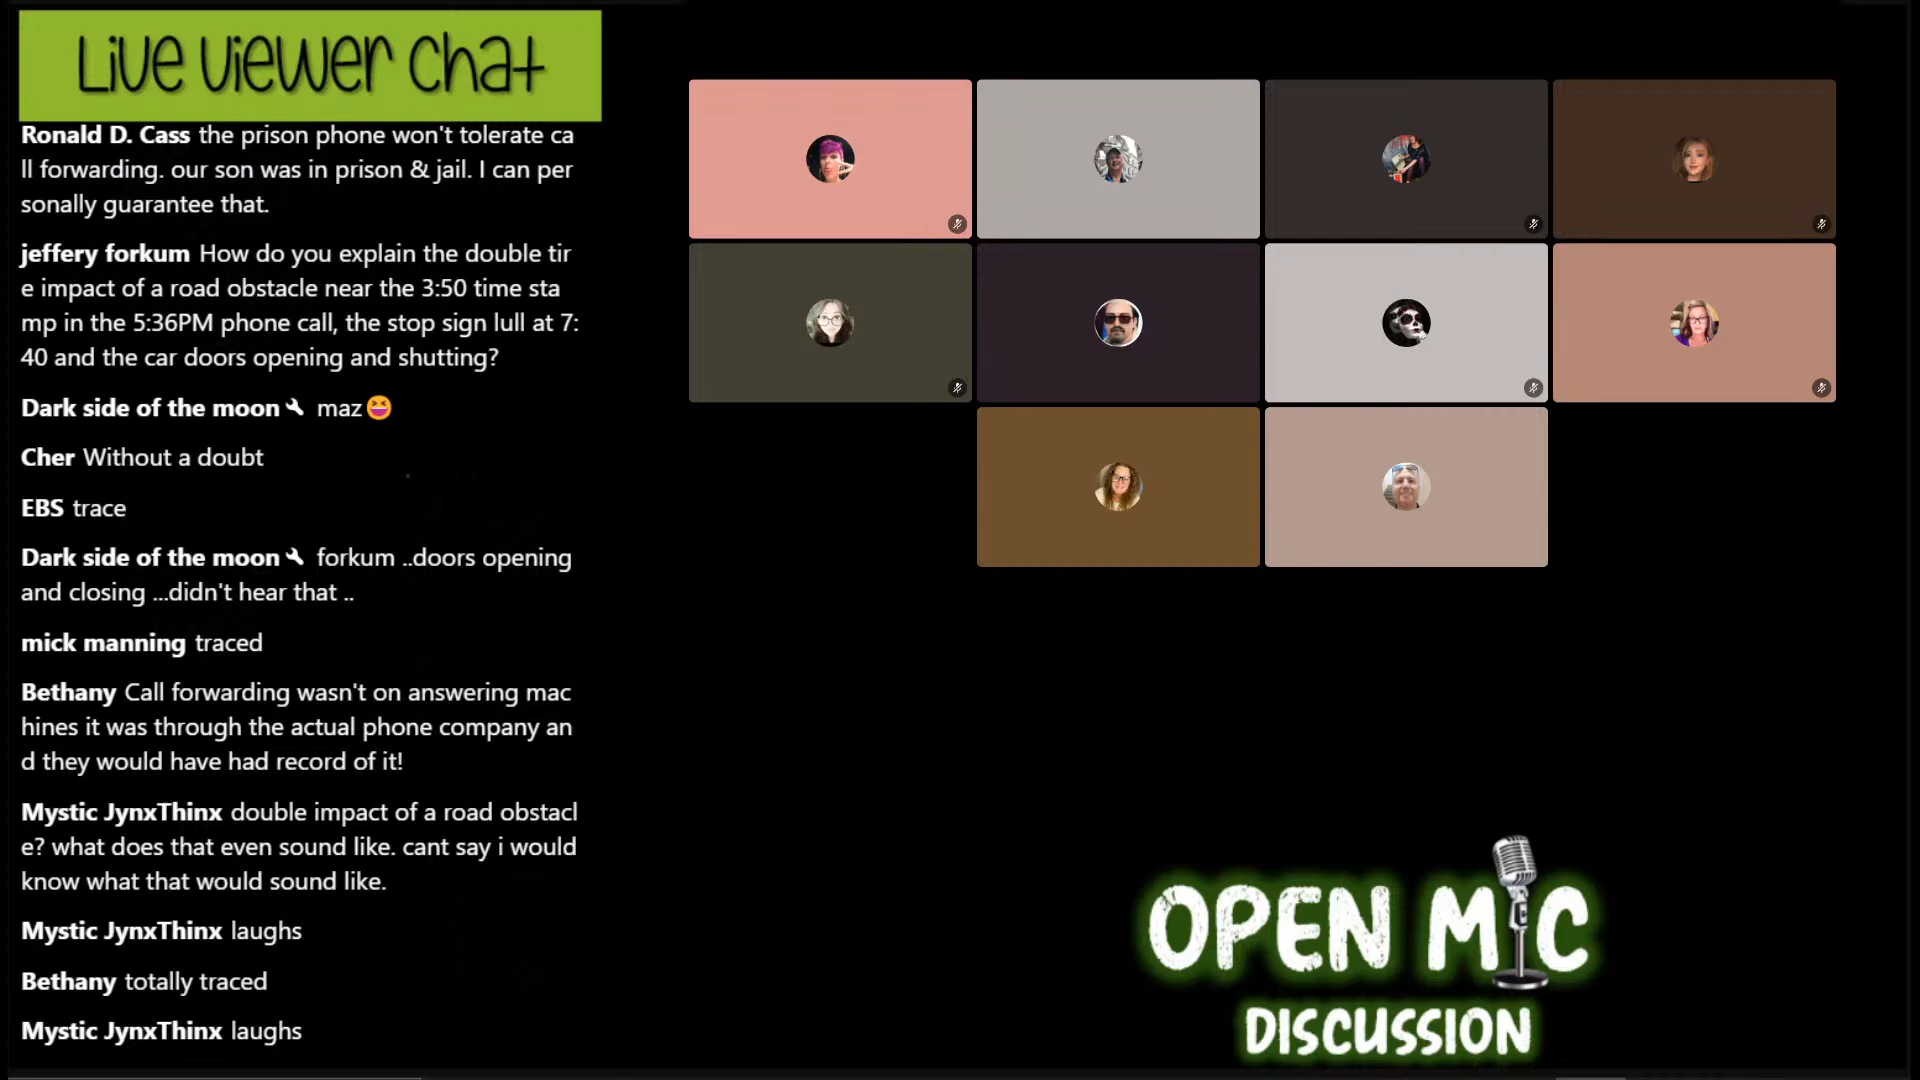 Live Viewer Chat
Ronald D. Cass the prison phone won't tolerate ca
ll forwarding. our son was in prison & jail. I can per
sonally guarantee that.
jeffery forkum How do you explain the double tir
e impact of a road obstacle near the 3:50 time sta
mp in the 5:36PM phone call, the stop sign lull at 7:
40 and the car doors opening and shutting?
Dark side of the moon maz😆
Cher Without a doubt
EBS trace
Dark side of the moon forkum ..doors opening
and closing ...didn't hear that ..
mick manning traced
Bethany Call forwarding wasn't on answering mac
hines it was through the actual phone company an
d they would have had record of it!
Mystic JynxThinx double impact of a road obstacl
e? what does that even sound like. cant say i would
know what that would sound like.
Mystic JynxThinx laughs
Bethany totally traced
Mystic JynxThinx laughs
OPEN MIC
DISCUSSION